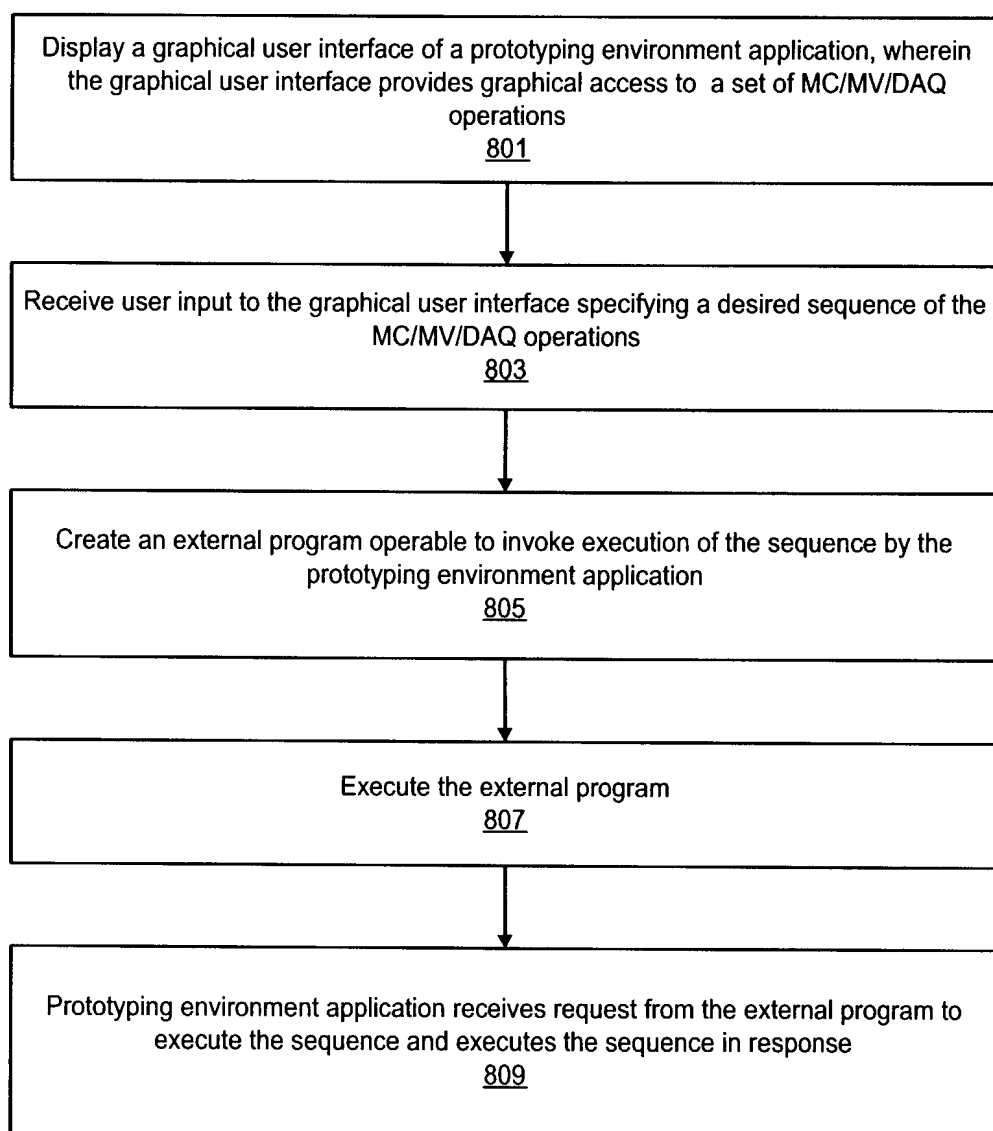 Display a graphical user interface of a prototyping environment application, wherein
the graphical user interface provides graphical access to a set of MC/MV/DAQ
operations
801
Receive user input to the graphical user interface specifying a desired sequence of the
MC/MV/DAQ operations
803
Create an external program operable to invoke execution of the sequence by the
prototyping environment application
805
Execute the external program
807
Prototyping environment application receives request from the external program to
execute the sequence and executes the sequence in response
809